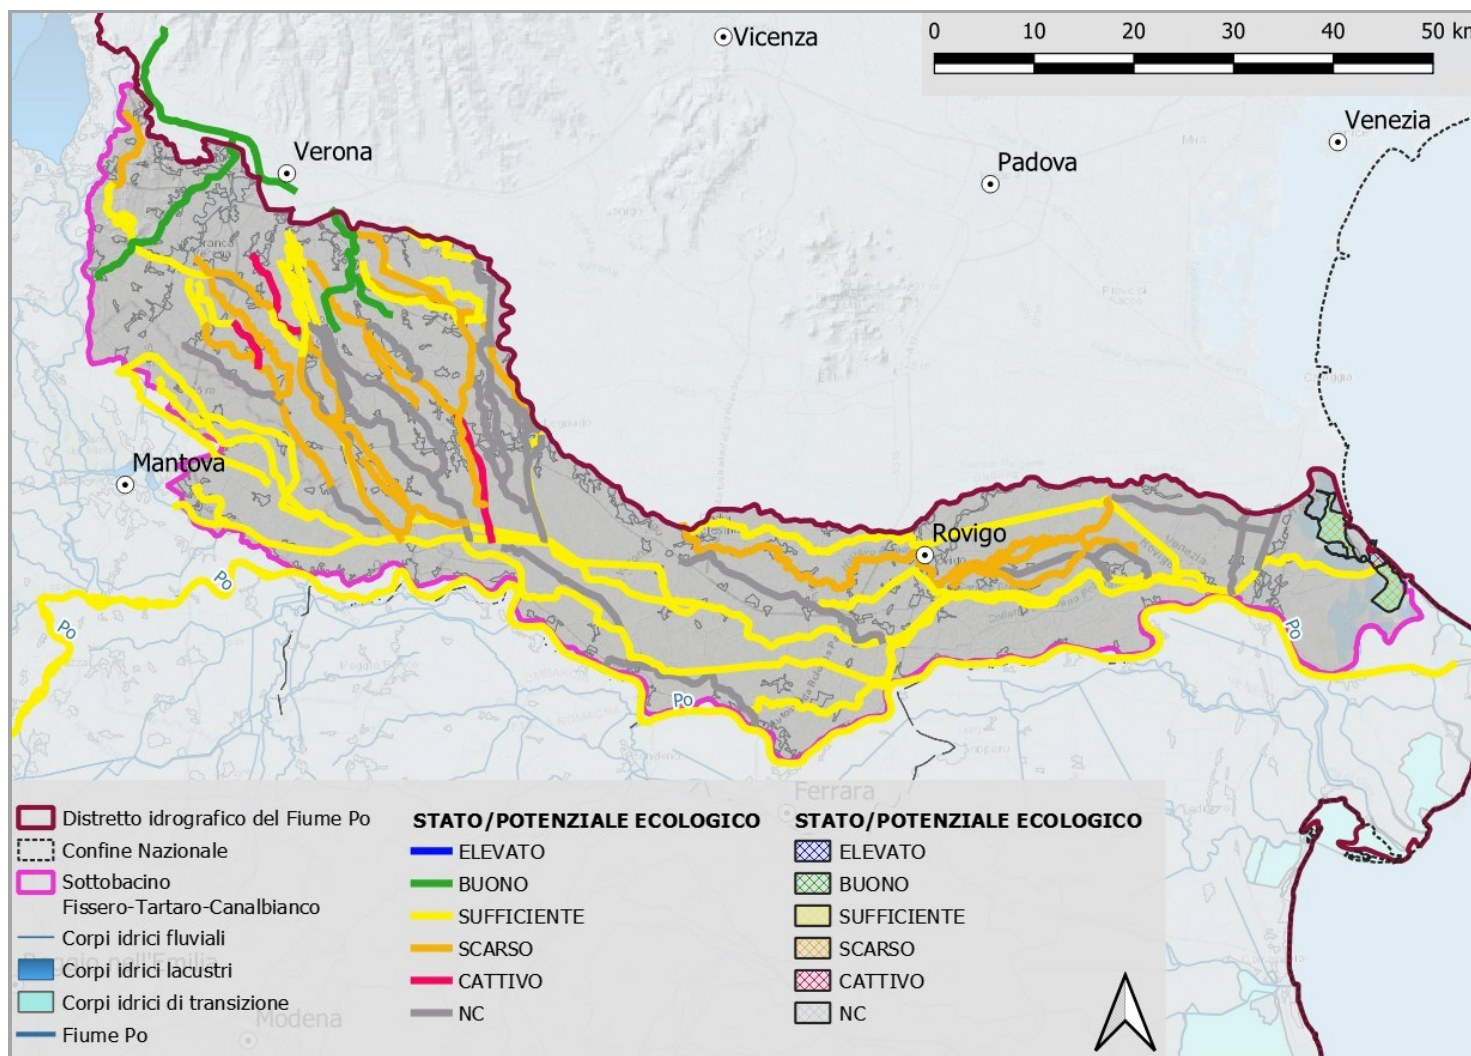 0 10 20 30 40 50 km
Vicenza
Venezia
Verona
Padova
Mantova
Rovigo
Po
Po
Po
Po
Ferrara
Distretto idrografico del Fiume Po
Confine Nazionale
Sottobacino
Fissero-Tartaro-Canalbianco
Corpi idrici fluviali
Corpi idrici lacustri
Reggio nell'Emilia
Corpi idrici di transizione
Fiume Po
Modena
STATO/POTENZIALE ECOLOGICO
ELEVATO
BUONO
SUFFICIENTE
SCARSO
CATTIVO
NC
STATO/POTENZIALE ECOLOGICO
ELEVATO
BUONO
SUFFICIENTE
SCARSO
CATTIVO
NC